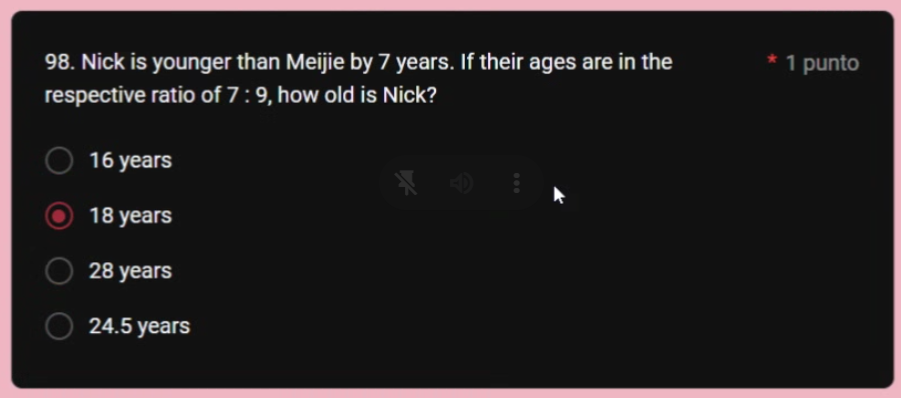 98. Nick is younger than Meijie by 7 years. If their ages are in the
respective ratio of 7 : 9, how old is Nick?
* 1 punto
16 years
18 years
28 years
24.5 years